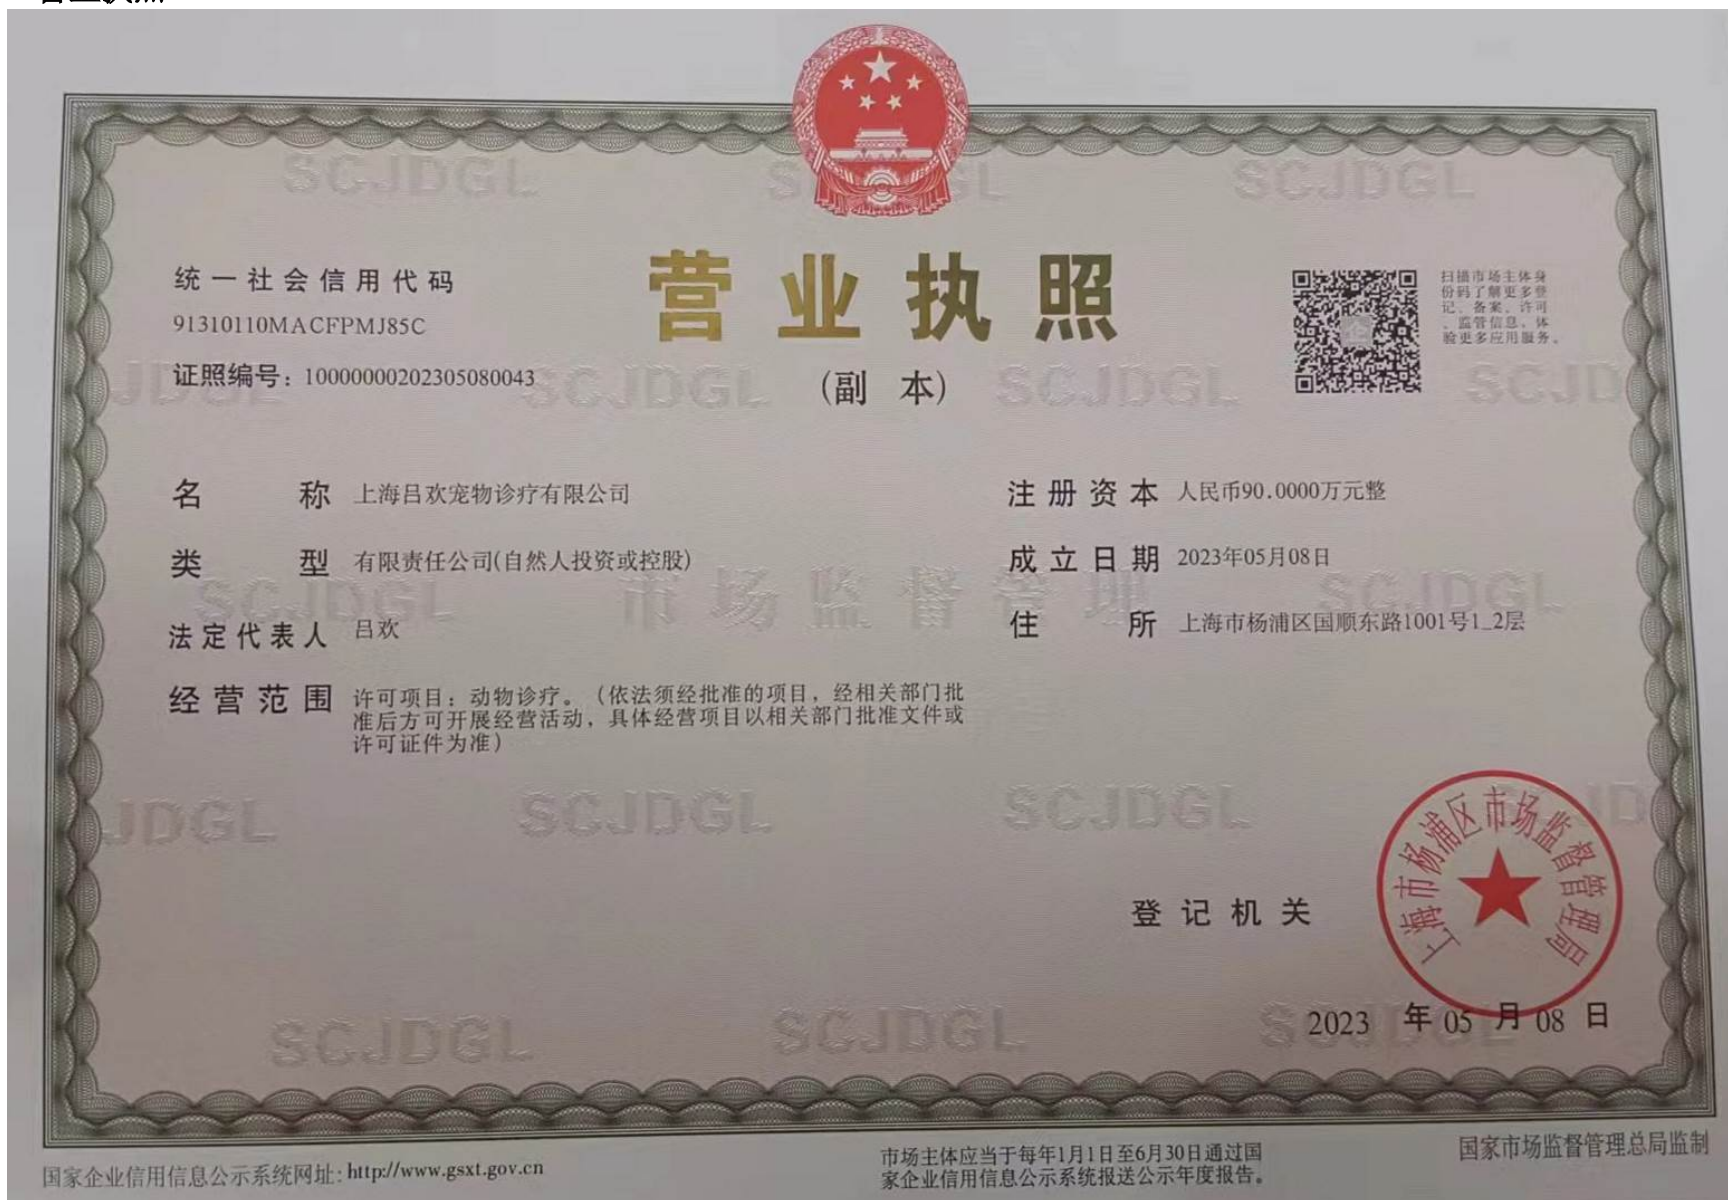 营业执照
(副 本)
统一社会信用代码
91310110MACFPMJ85C
证照编号：10000000202305080043
扫描市场主体身
份码了解更多登
记、备案、许可
、监管信息，体
验更多应用服务。
名 称 上海吕欢宠物诊疗有限公司
类 型 有限责任公司(自然人投资或控股)
法定代表人 吕欢
经营范围 许可项目：动物诊疗。（依法须经批准的项目，经相关部门批
准后方可开展经营活动，具体经营项目以相关部门批准文件或
许可证件为准）
注册资本 人民币90.0000万元整
成立日期 2023年05月08日
住 所 上海市杨浦区国顺东路1001号1_2层
登记机关
上海市杨浦区市场监督管理局
2023 年 05 月 08 日
国家企业信用信息公示系统网址：http://www.gsxt.gov.cn
市场主体应当于每年1月1日至6月30日通过国
家企业信用信息公示系统报送公示年度报告。
国家市场监督管理总局监制
SCJDGL
市场监督管理